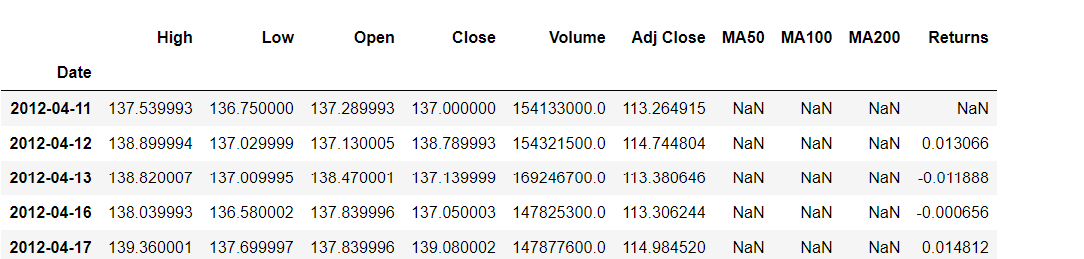 High Low Open Close Volume Adj Close MA50 MA100 MA200 Returns
Date
2012-04-11 137.539993 136.750000 137.289993 137.000000 154133000.0 113.264915 NaN NaN NaN NaN
2012-04-12 138.899994 137.029999 137.130005 138.789993 154321500.0 114.744804 NaN NaN NaN 0.013066
2012-04-13 138.820007 137.009995 138.470001 137.139999 169246700.0 113.380646 NaN NaN NaN -0.011888
2012-04-16 138.039993 136.580002 137.839996 137.050003 147825300.0 113.306244 NaN NaN NaN -0.000656
2012-04-17 139.360001 137.699997 137.839996 139.080002 147877600.0 114.984520 NaN NaN NaN 0.014812